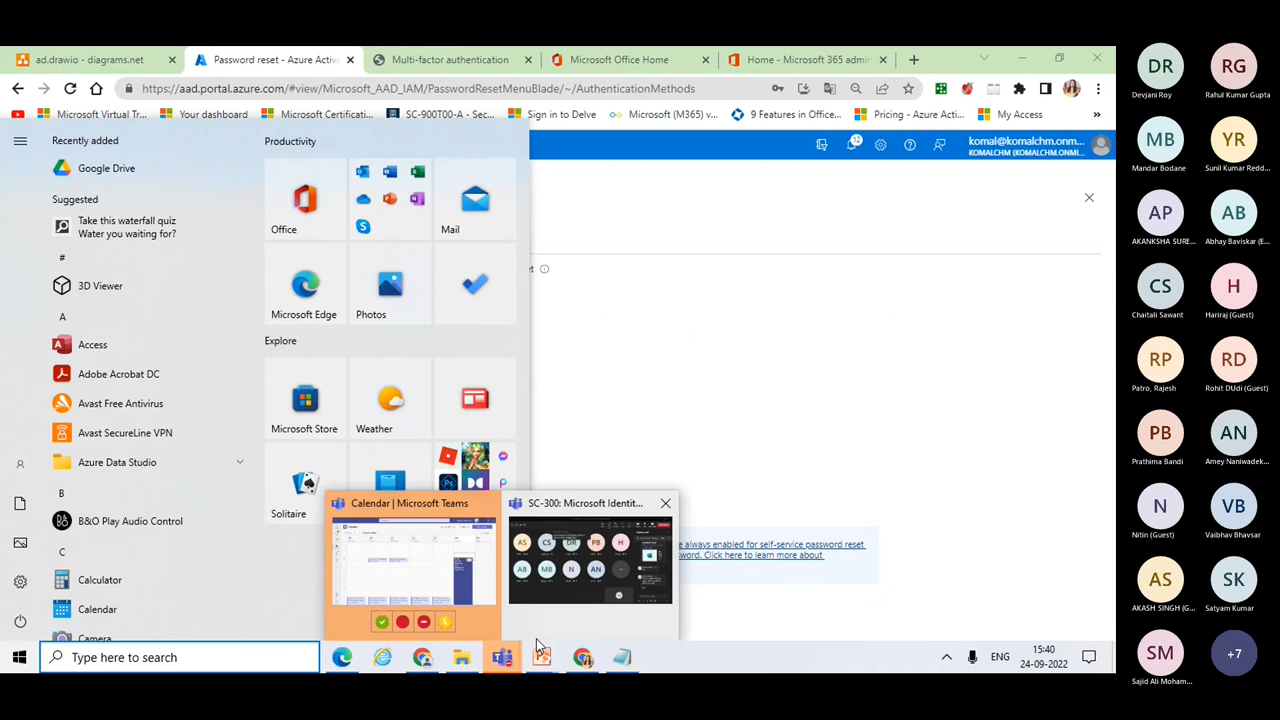 ad.drawio - diagrams.net
Password reset - Azure Active
Multi-factor authentication
Microsoft Office Home
Home - Microsoft 365 admin
https://aad.portal.azure.com/#view/Microsoft_AAD_IAM/PasswordResetMenuBlade/~/AuthenticationMethods
Microsoft Virtual Tr...
Your dashboard
Microsoft Certificati...
SC-900T00-A - Sec...
Sign in to Delve
Microsoft (M365) v...
9 Features in Office...
Pricing - Azure Acti...
My Access
»
12
komal@komalchm.onm...
KOMALCHM (KOMALCHM.ONMI...
Recently added
Google Drive
Suggested
Take this waterfall quiz
Water you waiting for?
#
3D Viewer
A
Access
Adobe Acrobat DC
Avast Free Antivirus
Avast SecureLine VPN
Azure Data Studio
B
B&O Play Audio Control
C
Calculator
Calendar
Camera
Productivity
Office
Mail
Microsoft Edge
Photos
Explore
Microsoft Store
Weather
Solitaire
always enabled for self-service password reset
word. Click here to learn more about
Calendar | Microsoft Teams
SC-300: Microsoft Identit...
Type here to search
ENG
15:40
24-09-2022
DR
Devjani Roy
RG
Rahul Kumar Gupta
MB
Mandar Bodane
YR
Sunil Kumar Redd...
AP
AKANKSHA SURE...
AB
Abhay Baviskar (E...
CS
Chaitali Sawant
H
Hariraj (Guest)
RP
Patro, Rajesh
RD
Rohit DUdi (Guest)
PB
Prathima Bandi
AN
Amey Naniwadek...
N
Nitin (Guest)
VB
Vaibhav Bhavsar
AS
AKASH SINGH (G...
SK
Satyam Kumar
SM
Sajid Ali Moham...
+7